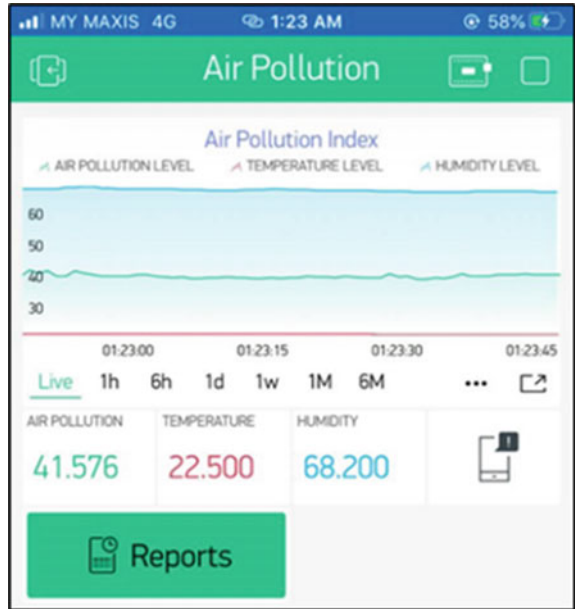 MY MAXIS 4G 1:23 AM 58%
Air Pollution
Air Pollution Index
AIR POLLUTION LEVEL TEMPERATURE LEVEL HUMIDITY LEVEL
60
50
40
30
01:23:00 01:23:15 01:23:30 01:23:45
Live 1h 6h 1d 1w 1M 6M ...
AIR POLLUTION TEMPERATURE HUMIDITY
41.576 22.500 68.200
Reports